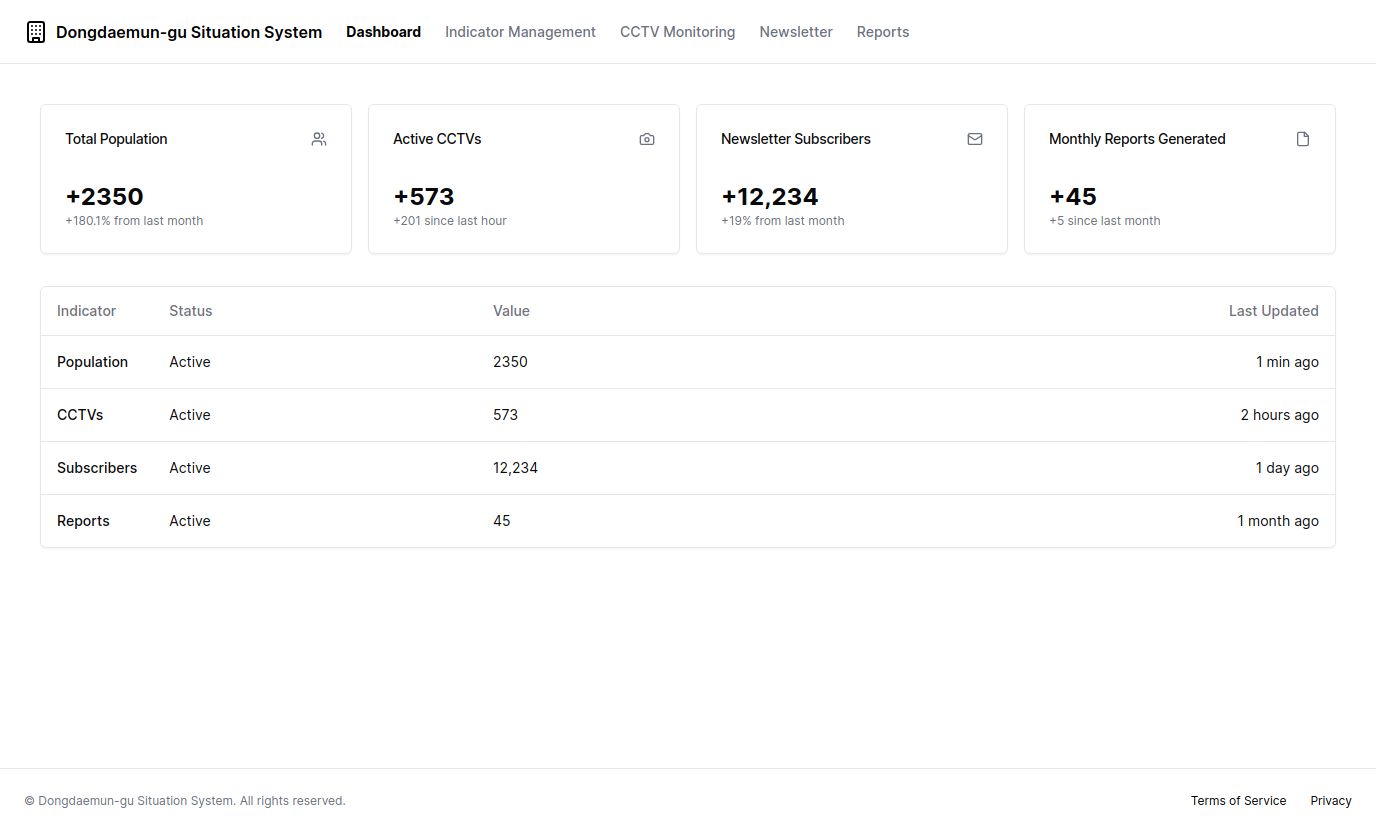 Dongdaemun-gu Situation System Dashboard Indicator Management CCTV Monitoring Newsletter Reports
Total Population
+2350
+180.1% from last month
Active CCTVs
+573
+201 since last hour
Newsletter Subscribers
+12,234
+19% from last month
Monthly Reports Generated
+45
+5 since last month
Indicator Status Value Last Updated
Population Active 2350 1 min ago
CCTVs Active 573 2 hours ago
Subscribers Active 12,234 1 day ago
Reports Active 45 1 month ago
© Dongdaemun-gu Situation System. All rights reserved. Terms of Service Privacy